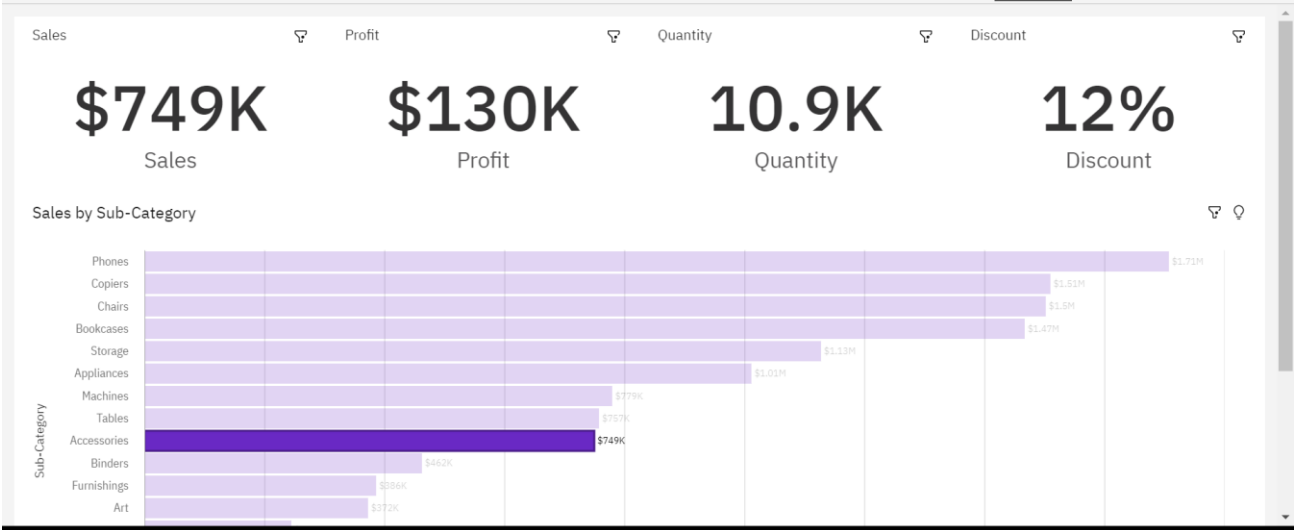 Sales Profit Quantity Discount
$749K $130K 10.9K 12%
Sales Profit Quantity Discount
Sales by Sub-Category
Sub-Category
Phones $1.71M
Copiers $1.51M
Chairs $1.5M
Bookcases $1.47M
Storage $1.13M
Appliances $1.01M
Machines $779K
Tables $757K
Accessories $749K
Binders $462K
Furnishings $386K
Art $372K